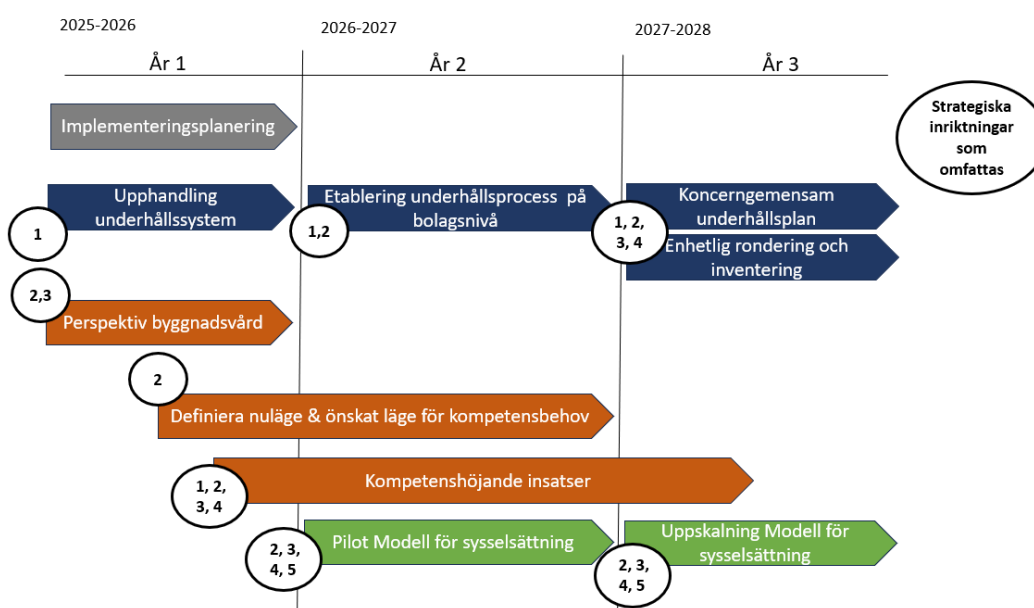 2025-2026
2026-2027
2027-2028
År 1
År 2
År 3
Strategiska
inriktningar
som
omfattas
Implementeringsplanering
Upphandling
underhållssystem
1
Etablering underhållsprocess på
bolagsnivå
1,2
Koncerngemensam
underhållsplan
1, 2,
3, 4
Enhetlig rondering och
inventering
2,3
Perspektiv byggnadsvård
2
Definiera nuläge & önskat läge för kompetensbehov
1, 2,
3, 4
Kompetenshöjande insatser
2, 3,
4, 5
Pilot Modell för sysselsättning
2, 3,
4, 5
Uppskalning Modell för
sysselsättning